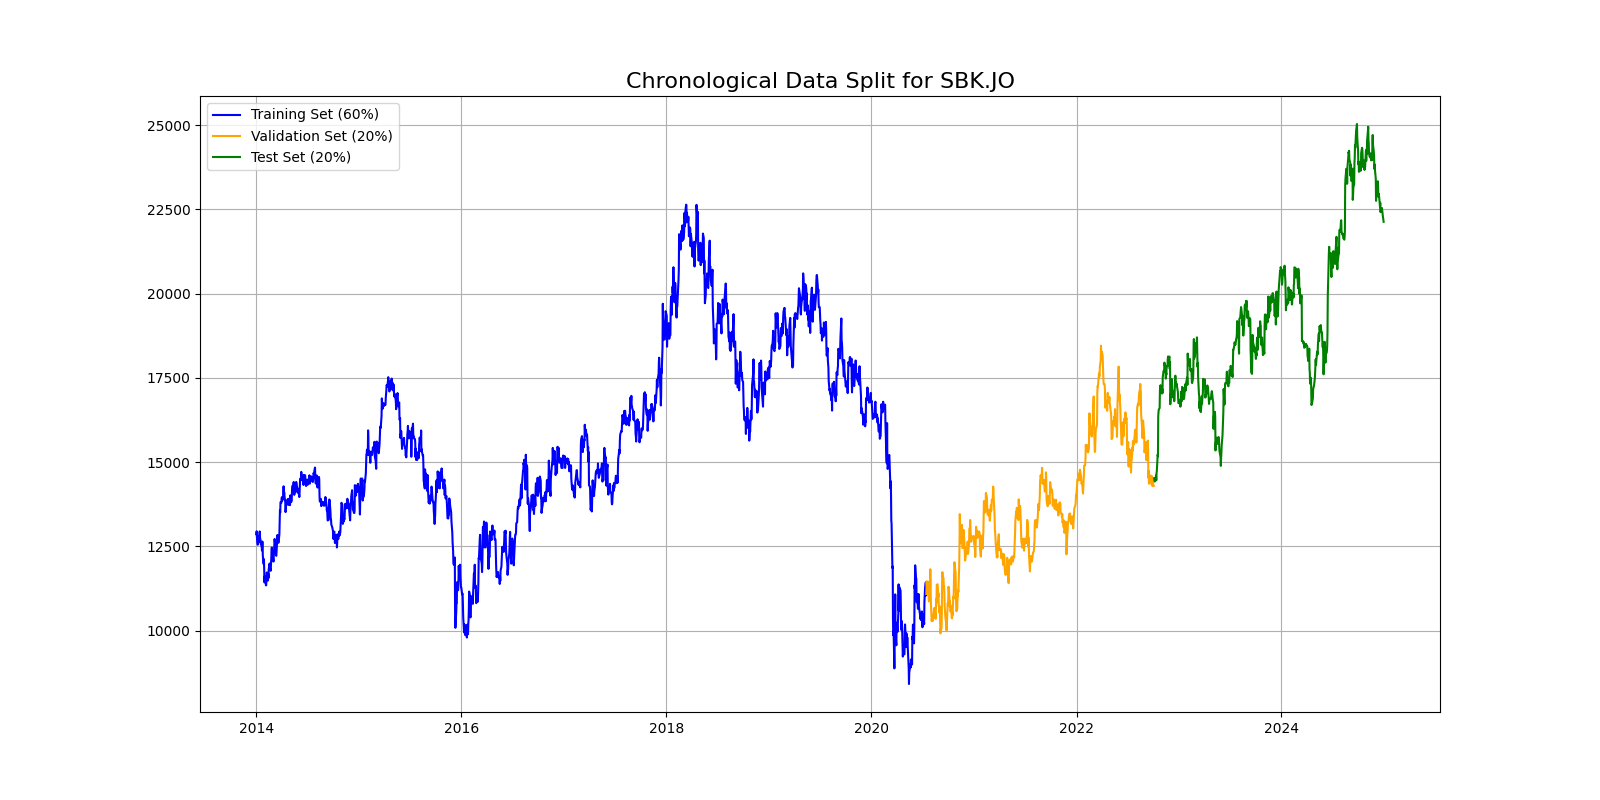 Chronological Data Split for SBK.JO
Training Set (60%)
Validation Set (20%)
Test Set (20%)
25000
22500
20000
17500
15000
12500
10000
2014 2016 2018 2020 2022 2024